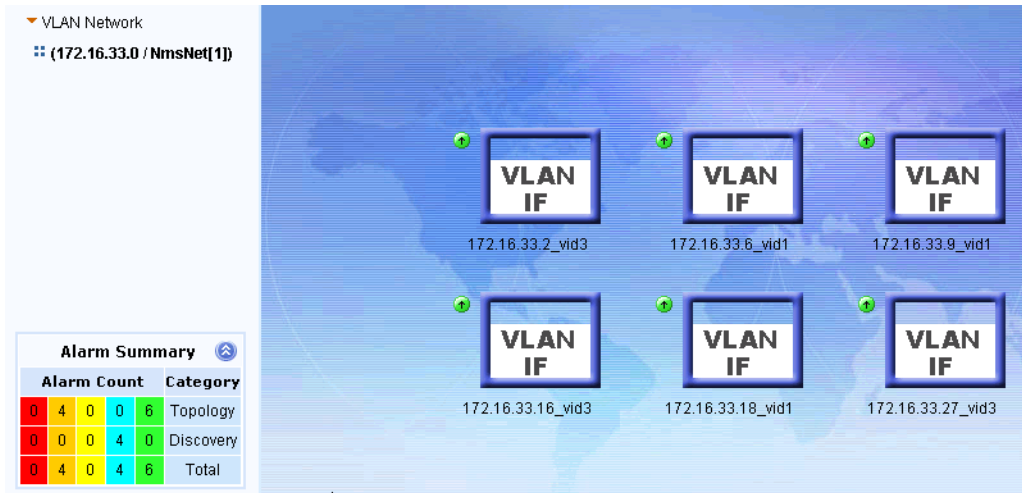 VLAN Network
(172.16.33.0 / NmsNet[1])
VLAN IF
VLAN IF
VLAN IF
172.16.33.2_vid3
172.16.33.6_vid1
172.16.33.9_vid1
VLAN IF
VLAN IF
VLAN IF
172.16.33.16_vid3
172.16.33.18_vid1
172.16.33.27_vid3
Alarm Summary
Alarm Count Category
0 4 0 0 6 Topology
0 0 0 4 0 Discovery
0 4 0 4 6 Total